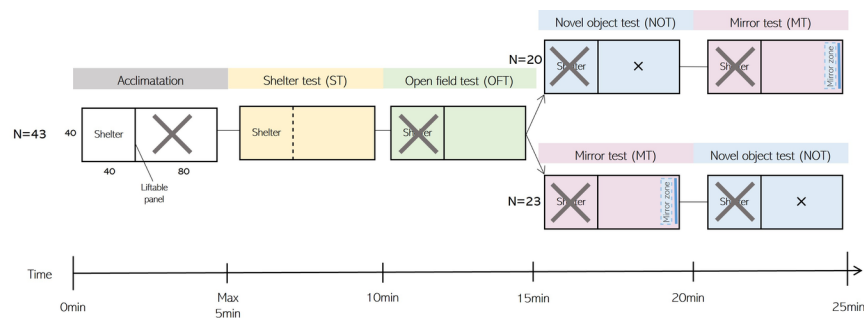 Novel object test (NOT)
Mirror test (MT)
N=20
Shelter
×
Shelter
Mirror zone
Acclimatation
Shelter test (ST)
Open field test (OFT)
N=43
40
Shelter
40
80
Liftable
panel
Shelter
Shelter
Mirror test (MT)
Novel object test (NOT)
N=23
Shelter
Mirror zone
Shelter
×
Time
0min
Max
5min
10min
15min
20min
25min